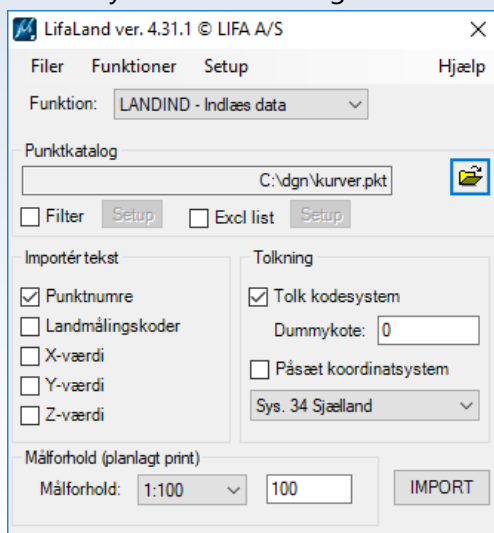 LifaLand ver. 4.31.1 © LIFA A/S
Filer Funktioner Setup Hjælp
Funktion: LANDIND - Indlæs data
Punktkatalog
C:\dgn\kurver.pkt
Filter Setup Excl list Setup
Importér tekst
Punktnumre
Landmålingskoder
X-værdi
Y-værdi
Z-værdi
Tolkning
Tolk kodesystem
Dummykote: 0
Påsæt koordinatsystem
Sys. 34 Sjælland
Målforhold (planlagt print)
Målforhold: 1:100 100
IMPORT